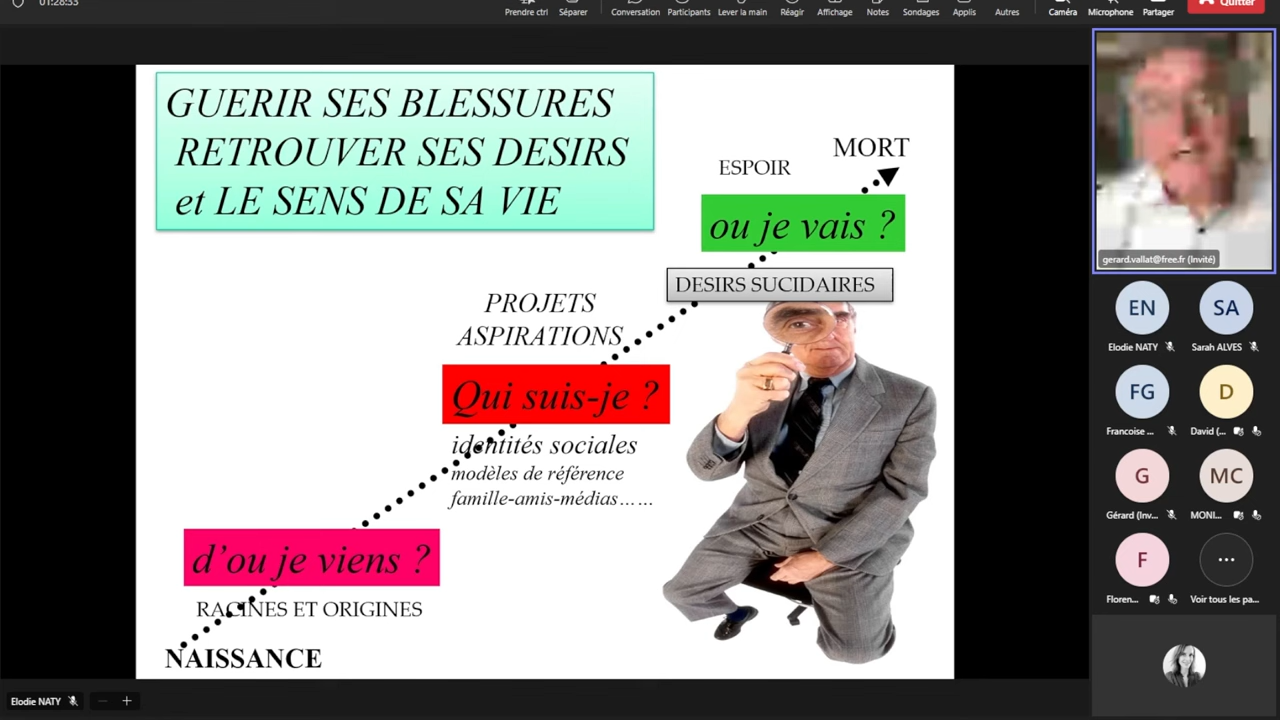 01:28:53
Prendre ctrl Séparer Conversation Participants Lever la main Réagir Affichage Notes Sondages Applis Autres Caméra Microphone Partager Quitter
GUERIR SES BLESSURES
RETROUVER SES DESIRS
et LE SENS DE SA VIE
MORT
ESPOIR
ou je vais ?
DESIRS SUCIDAIRES
PROJETS
ASPIRATIONS
Qui suis-je ?
identités sociales
modèles de référence
famille-amis-médias……
d’ou je viens ?
RACINES ET ORIGINES
NAISSANCE
gerard.vallat@free.fr (Invité)
EN SA
Elodie NATY Sarah ALVES
FG D
Francoise ... David (...
G MC
Gérard (Inv... MONI...
F ...
Floren... Voir tous les pa...
Elodie NATY